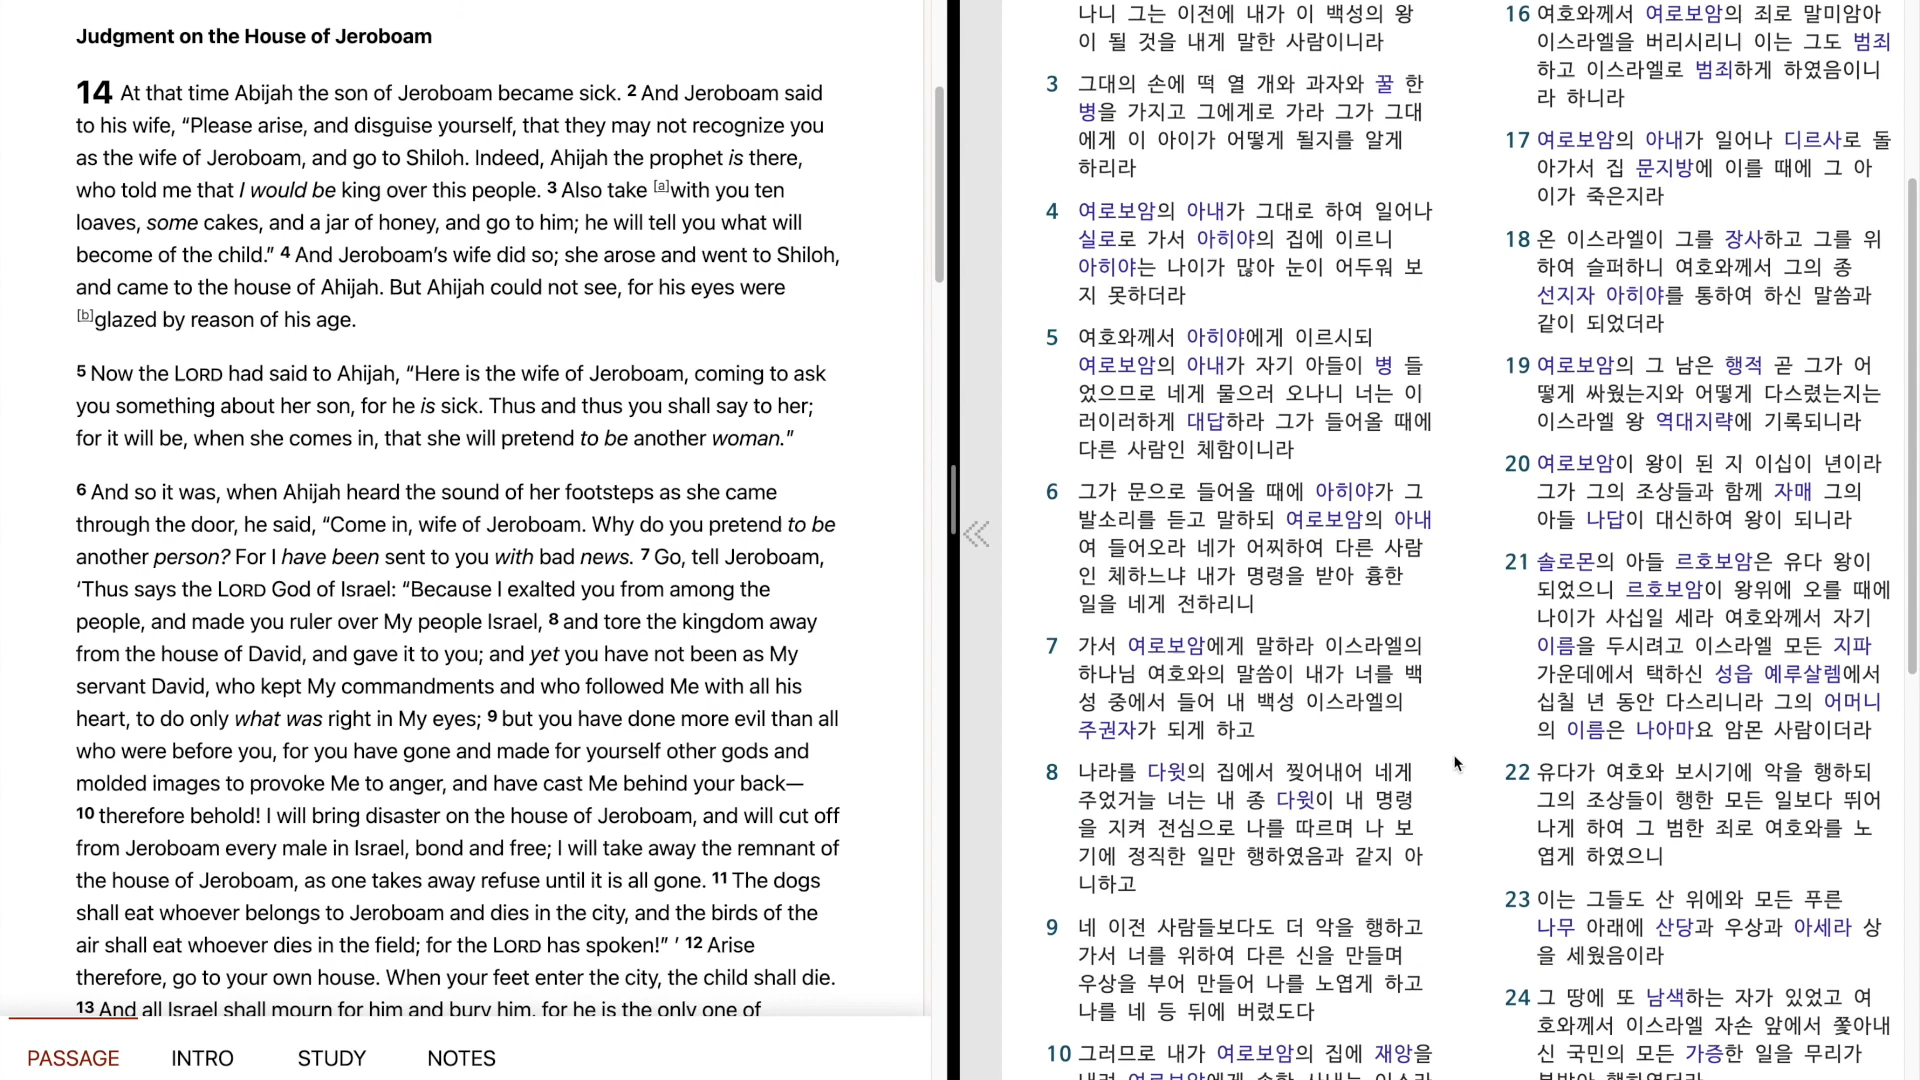 Judgment on the House of Jeroboam
14 At that time Abijah the son of Jeroboam became sick. 2 And Jeroboam said
to his wife, “Please arise, and disguise yourself, that they may not recognize you
as the wife of Jeroboam, and go to Shiloh. Indeed, Ahijah the prophet is there,
who told me that I would be king over this people. 3 Also take [a]with you ten
loaves, some cakes, and a jar of honey, and go to him; he will tell you what will
become of the child.” 4 And Jeroboam’s wife did so; she arose and went to Shiloh,
and came to the house of Ahijah. But Ahijah could not see, for his eyes were
[b]glazed by reason of his age.
5 Now the LORD had said to Ahijah, “Here is the wife of Jeroboam, coming to ask
you something about her son, for he is sick. Thus and thus you shall say to her;
for it will be, when she comes in, that she will pretend to be another woman.”
6 And so it was, when Ahijah heard the sound of her footsteps as she came
through the door, he said, “Come in, wife of Jeroboam. Why do you pretend to be
another person? For I have been sent to you with bad news. 7 Go, tell Jeroboam,
‘Thus says the LORD God of Israel: “Because I exalted you from among the
people, and made you ruler over My people Israel, 8 and tore the kingdom away
from the house of David, and gave it to you; and yet you have not been as My
servant David, who kept My commandments and who followed Me with all his
heart, to do only what was right in My eyes; 9 but you have done more evil than all
who were before you, for you have gone and made for yourself other gods and
molded images to provoke Me to anger, and have cast Me behind your back—
10 therefore behold! I will bring disaster on the house of Jeroboam, and will cut off
from Jeroboam every male in Israel, bond and free; I will take away the remnant of
the house of Jeroboam, as one takes away refuse until it is all gone. 11 The dogs
shall eat whoever belongs to Jeroboam and dies in the city, and the birds of the
air shall eat whoever dies in the field; for the LORD has spoken!” ’ 12 Arise
therefore, go to your own house. When your feet enter the city, the child shall die.
13 And all Israel shall mourn for him and bury him, for he is the only one of
PASSAGE INTRO STUDY NOTES
나니 그는 이전에 내가 이 백성의 왕
이 될 것을 내게 말한 사람이니라
3 그대의 손에 떡 열 개와 과자와 꿀 한
병을 가지고 그에게로 가라 그가 그대
에게 이 아이가 어떻게 될지를 알게
하리라
4 여로보암의 아내가 그대로 하여 일어나
실로로 가서 아히야의 집에 이르니
아히야는 나이가 많아 눈이 어두워 보
지 못하더라
5 여호와께서 아히야에게 이르시되
여로보암의 아내가 자기 아들이 병 들
었으므로 네게 물으러 오나니 너는 이
러이러하게 대답하라 그가 들어올 때에
다른 사람인 체함이니라
6 그가 문으로 들어올 때에 아히야가 그
발소리를 듣고 말하되 여로보암의 아내
여 들어오라 네가 어찌하여 다른 사람
인 체하느냐 내가 명령을 받아 흉한
일을 네게 전하리니
7 가서 여로보암에게 말하라 이스라엘의
하나님 여호와의 말씀이 내가 너를 백
성 중에서 들어 내 백성 이스라엘의
주권자가 되게 하고
8 나라를 다윗의 집에서 찢어내어 네게
주었거늘 너는 내 종 다윗이 내 명령
을 지켜 전심으로 나를 따르며 나 보
기에 정직한 일만 행하였음과 같지 아
니하고
9 네 이전 사람들보다도 더 악을 행하고
가서 너를 위하여 다른 신을 만들며
우상을 부어 만들어 나를 노엽게 하고
나를 네 등 뒤에 버렸도다
10 그러므로 내가 여로보암의 집에 재앙을
16 여호와께서 여로보암의 죄로 말미암아
이스라엘을 버리시리니 이는 그도 범죄
하고 이스라엘로 범죄하게 하였음이니
라 하니라
17 여로보암의 아내가 일어나 디르사로 돌
아가서 집 문지방에 이를 때에 그 아
이가 죽은지라
18 온 이스라엘이 그를 장사하고 그를 위
하여 슬퍼하니 여호와께서 그의 종
선지자 아히야를 통하여 하신 말씀과
같이 되었더라
19 여로보암의 그 남은 행적 곧 그가 어
떻게 싸웠는지와 어떻게 다스렸는지는
이스라엘 왕 역대지략에 기록되니라
20 여로보암이 왕이 된 지 이십이 년이라
그가 그의 조상들과 함께 자매 그의
아들 나답이 대신하여 왕이 되니라
21 솔로몬의 아들 르호보암은 유다 왕이
되었으니 르호보암이 왕위에 오를 때에
나이가 사십일 세라 여호와께서 자기
이름을 두시려고 이스라엘 모든 지파
가운데에서 택하신 성읍 예루살렘에서
십칠 년 동안 다스리니라 그의 어머니
의 이름은 나아마요 암몬 사람이더라
22 유다가 여호와 보시기에 악을 행하되
그의 조상들이 행한 모든 일보다 뛰어
나게 하여 그 범한 죄로 여호와를 노
엽게 하였으니
23 이는 그들도 산 위에와 모든 푸른
나무 아래에 산당과 우상과 아세라 상
을 세웠음이라
24 그 땅에 또 남색하는 자가 있었고 여
호와께서 이스라엘 자손 앞에서 쫓아내
신 국민의 모든 가증한 일을 무리가